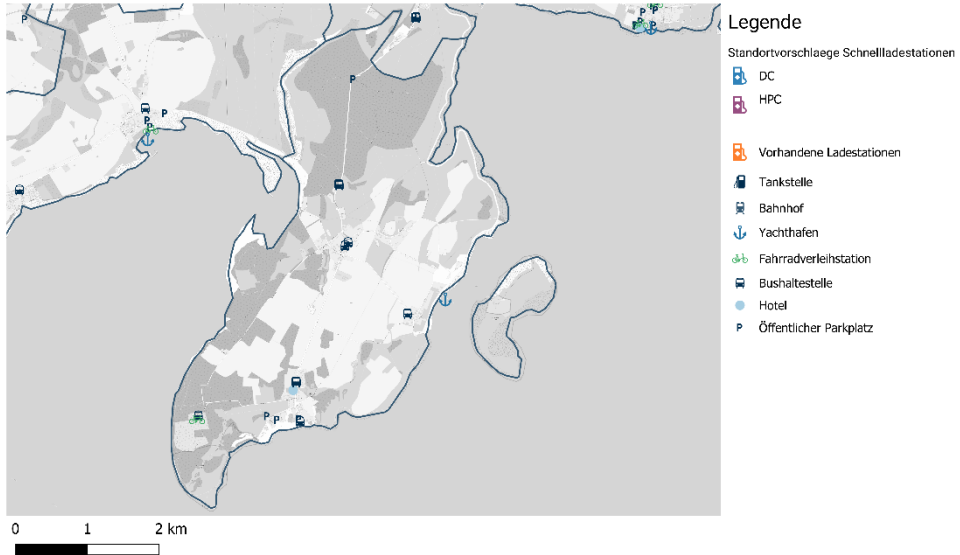 Legende
Standortvorschlaege Schnellladestationen
DC
HPC
Vorhandene Ladestationen
Tankstelle
Bahnhof
Yachthafen
Fahrradverleihstation
Bushaltestelle
Hotel
P Öffentlicher Parkplatz
P
P
P
P
P
P
P
P
P
P
P
0 1 2 km